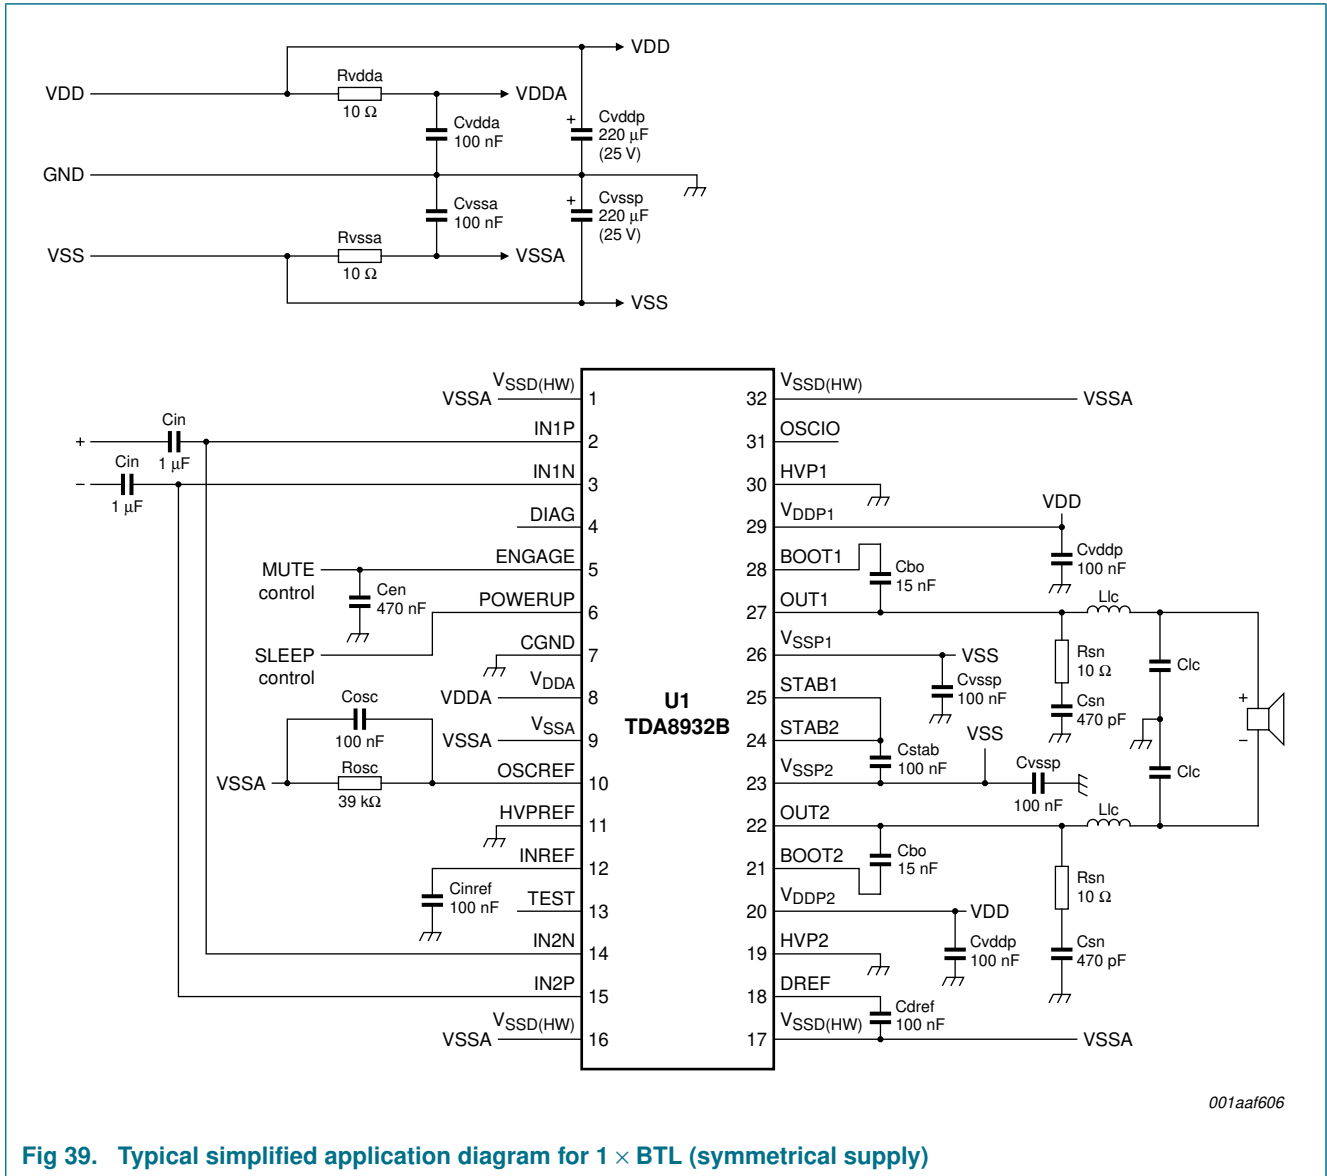 VDD
VDD
Rvdda
10 Ω
VDDA
Cvdda
100 nF
+
Cvddp
220 µF
(25 V)
GND
Cvssa
100 nF
+
Cvssp
220 µF
(25 V)
VSS
Rvssa
10 Ω
VSSA
VSS
U1
TDA8932B
VSSA
VSSD(HW)
1
+
Cin
1 µF
IN1P
2
−
Cin
1 µF
IN1N
3
DIAG
4
MUTE
control
ENGAGE
5
Cen
470 nF
POWERUP
6
SLEEP
control
CGND
7
VDDA
VDDA
8
Cosc
100 nF
VSSA
VSSA
9
VSSA
Rosc
39 kΩ
OSCREF
10
HVPREF
11
INREF
12
Cinref
100 nF
TEST
13
IN2N
14
IN2P
15
VSSA
VSSD(HW)
16
32
VSSD(HW)
VSSA
31
OSCIO
30
HVP1
29
VDDP1
VDD
Cvddp
100 nF
28
BOOT1
Cbo
15 nF
27
OUT1
Llc
Rsn
10 Ω
Csn
470 pF
Clc
26
VSSP1
VSS
Cvssp
100 nF
25
STAB1
+
−
24
STAB2
Cstab
100 nF
VSS
23
VSSP2
Cvssp
100 nF
Clc
22
OUT2
Llc
Cbo
15 nF
21
BOOT2
Rsn
10 Ω
Csn
470 pF
20
VDDP2
VDD
Cvddp
100 nF
19
HVP2
18
DREF
Cdref
100 nF
17
VSSD(HW)
VSSA
001aaf606
Fig 39. Typical simplified application diagram for 1 × BTL (symmetrical supply)